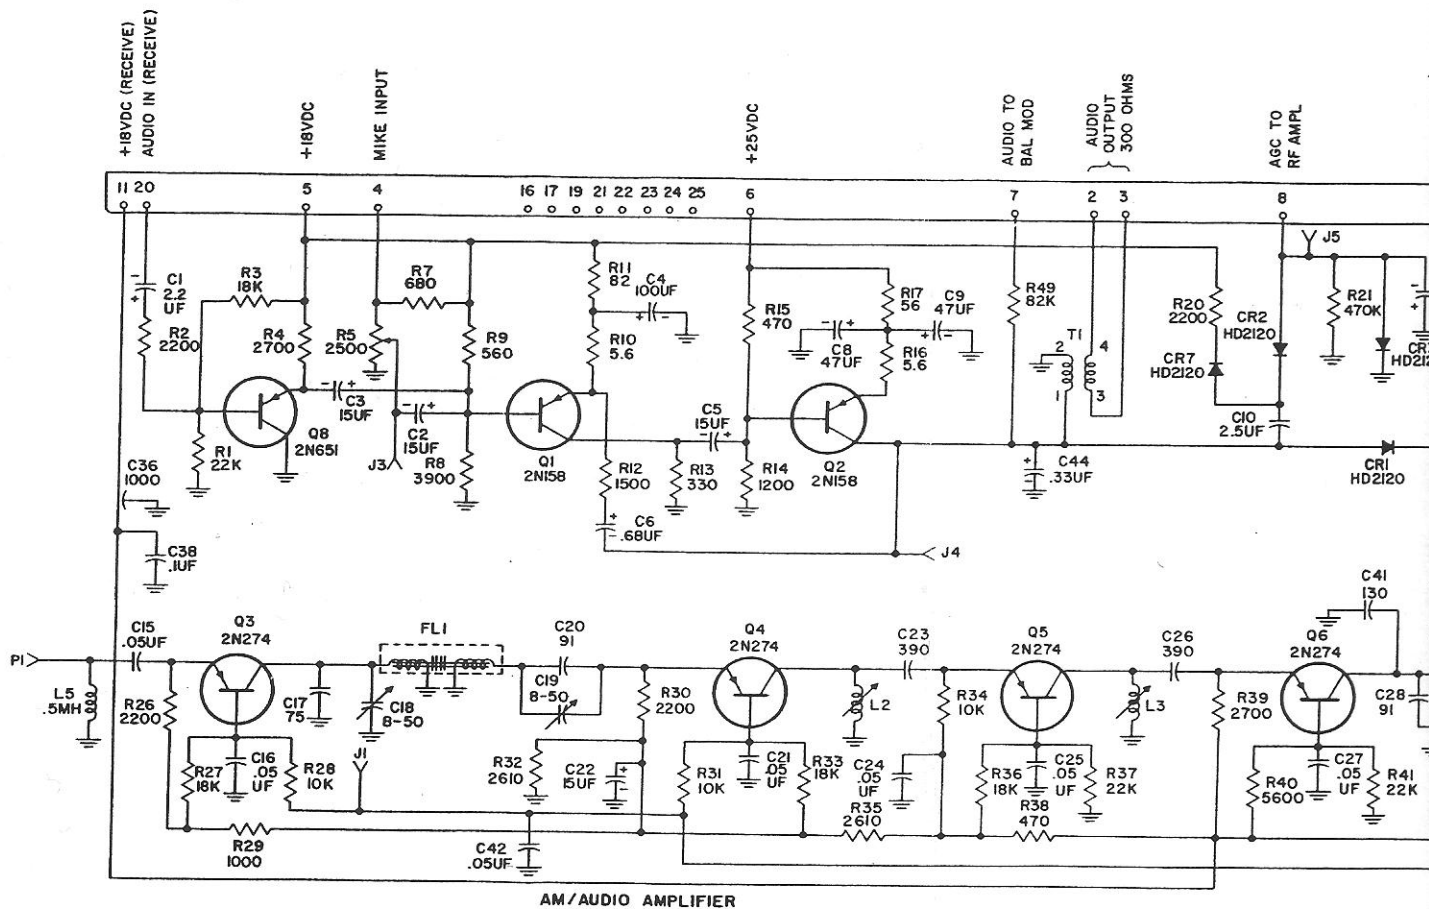 +18VDC (RECEIVE)
AUDIO IN (RECEIVE)
+18VDC
MIKE INPUT
+25VDC
AUDIO TO
BAL MOD
AUDIO
OUTPUT
300 OHMS
AGC TO
RF AMPL
11 20
5
4
16 17 19 21 22 23 24 25
6
7
2
3
8
J5
C1
2.2
UF
R3
18K
R2
2200
R4
2700
R5
2500
R7
680
R9
560
R11
82
C4
100UF
R10
5.6
R15
470
R17
56
C9
47UF
C8
47UF
R16
5.6
R49
82K
T1
2
4
1
3
R20
2200
CR2
HD2120
CR7
HD2120
R21
470K
C10
2.5UF
CR1
HD2120
C3
15UF
Q8
2N651
R1
22K
C36
1000
C2
15UF
J3
R8
3900
Q1
2N158
R12
1500
R13
330
C5
15UF
R14
1200
Q2
2N158
C44
.33UF
C6
.68UF
J4
C38
.1UF
P1
C15
.05UF
L5
.5MH
R26
2200
Q3
2N274
FL1
C17
75
C18
8-50
C20
91
C19
8-50
R30
2200
Q4
2N274
C23
390
L2
R34
10K
Q5
2N274
C26
390
L3
R39
2700
Q6
2N274
C41
130
C28
91
R27
18K
C16
.05
UF
R28
10K
J1
R32
2610
C22
15UF
R31
10K
C21
.05
UF
R33
18K
C24
.05
UF
R35
2610
R36
18K
C25
.05
UF
R37
22K
R38
470
R40
5600
C27
.05
UF
R41
22K
R29
1000
C42
.05UF
AM/AUDIO AMPLIFIER